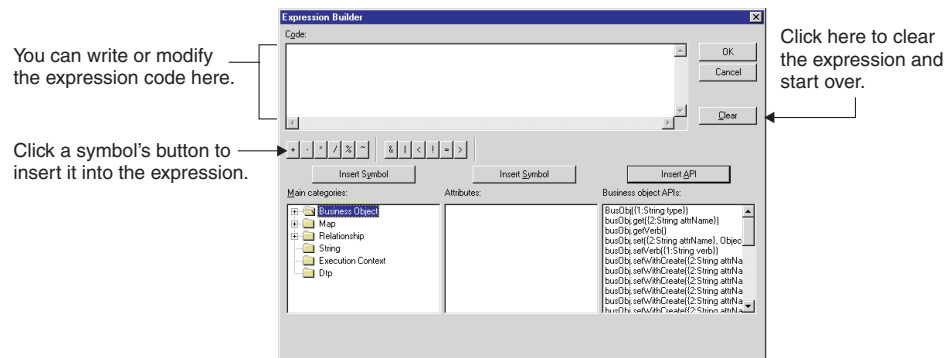 Expression Builder
Code:
OK
Cancel
Clear
You can write or modify
the expression code here.
Click here to clear
the expression and
start over.
Click a symbol's button to
insert it into the expression.
+ - * / % ~ & | < ! = >
Insert Symbol
Insert Symbol
Insert API
Main categories:
Attributes:
Business object APIs:
Business Object
Map
Relationship
String
Execution Context
Dtp
BusObj({1:String type})
busObj.get({2:String attrName})
busObj.getVerb()
busObj.set({2:String attrName}, Objec
busObj.setVerb({1:String verb})
busObj.setWithCreate({2:String attrNa
busObj.setWithCreate({2:String attrNa
busObj.setWithCreate({2:String attrNa
busObj.setWithCreate({2:String attrNa
busObj.setWithCreate({2:String attrNa